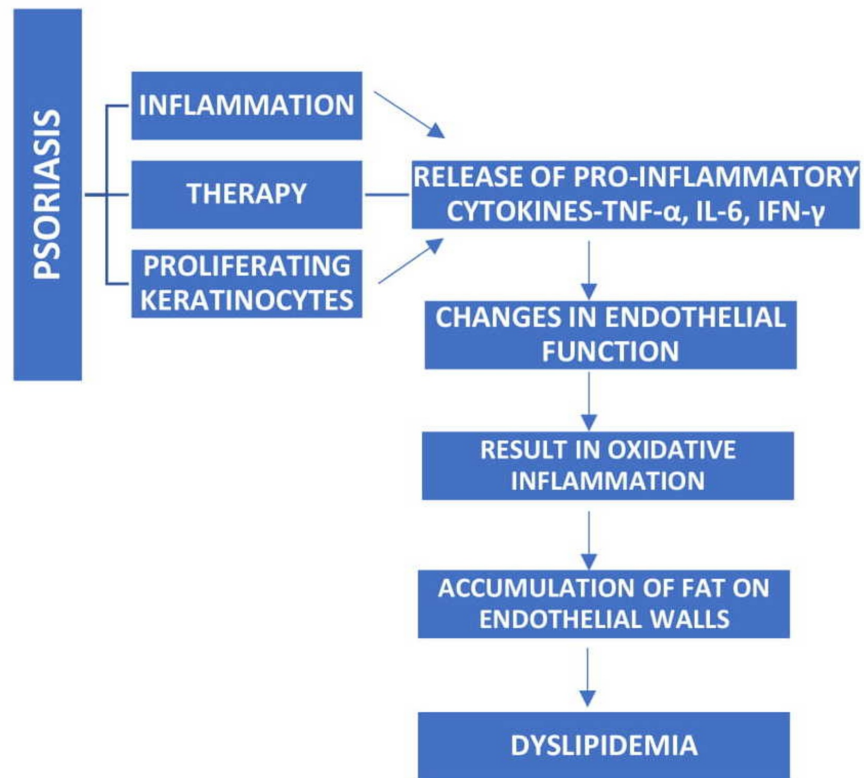 PSORIASIS
INFLAMMATION
THERAPY
PROLIFERATING
KERATINOCYTES
RELEASE OF PRO-INFLAMMATORY
CYTOKINES-TNF-α, IL-6, IFN-γ
CHANGES IN ENDOTHELIAL
FUNCTION
RESULT IN OXIDATIVE
INFLAMMATION
ACCUMULATION OF FAT ON
ENDOTHELIAL WALLS
DYSLIPIDEMIA